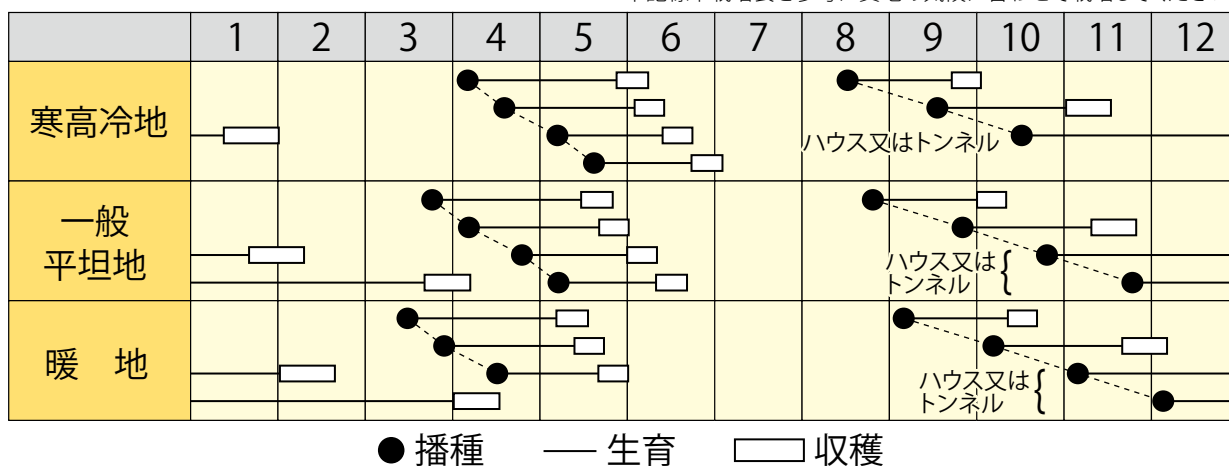 1 2 3 4 5 6 7 8 9 10 11 12
寒高冷地
ハウス又はトンネル
一般
平坦地
ハウス又は
トンネル
暖 地
ハウス又は
トンネル
播種 生育 収穫